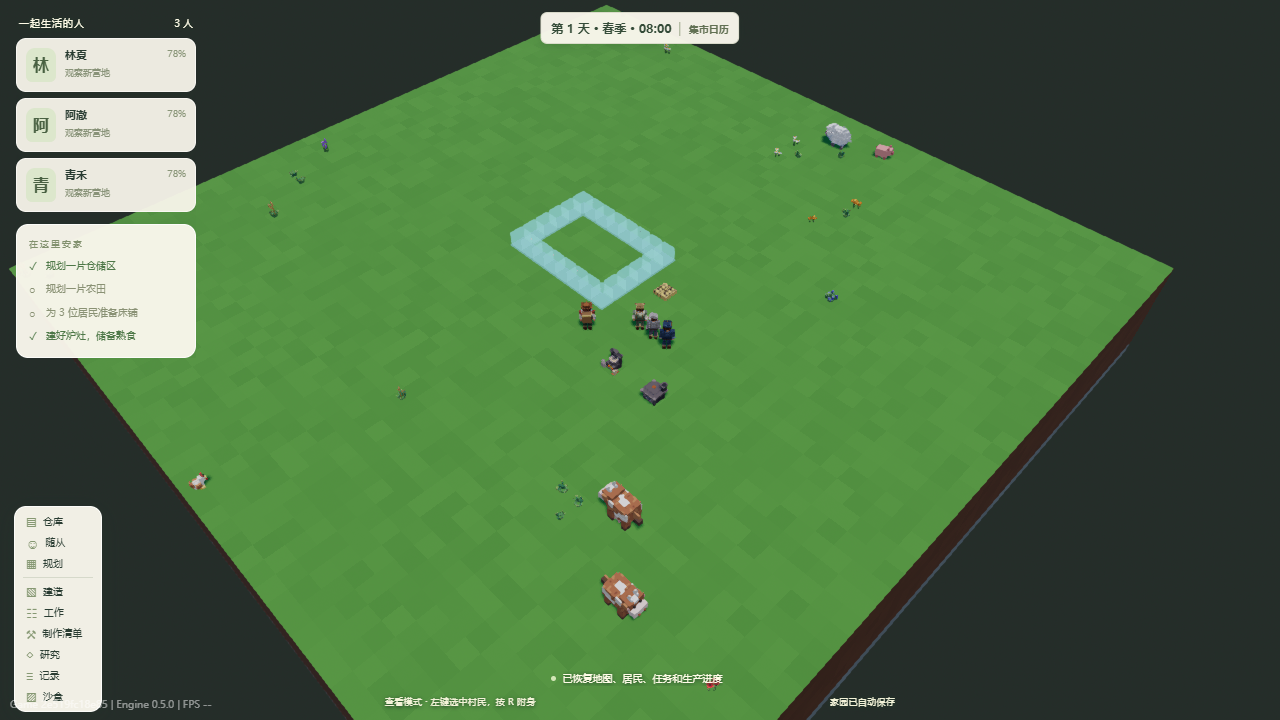 一起生活的人 3 人
林
林夏 78%
观察新营地
阿
阿澈 78%
观察新营地
青
青禾 78%
观察新营地
在这里安家
✓ 规划一片仓储区
○ 规划一片农田
○ 为 3 位居民准备床铺
✓ 建好炉灶，储备熟食
第 1 天 • 春季 • 08:00 | 集市日历
仓库
随从
规划
建造
工作
制作清单
研究
记录
沙盒
| Engine 0.5.0 | FPS --
已恢复地图、居民、任务和生产进度
查看模式 · 左键选中村民，按 R 附身
家园已自动保存